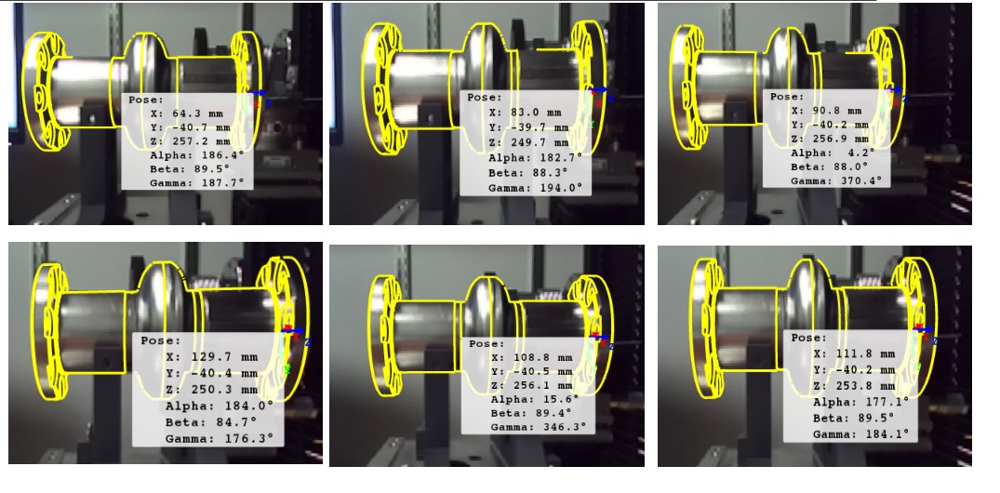 Pose:
X: 64.3 mm
Y: -40.7 mm
Z: 257.2 mm
Alpha: 186.4°
Beta: 89.5°
Gamma: 187.7°
Pose:
X: 83.0 mm
Y: -39.7 mm
Z: 249.7 mm
Alpha: 182.7°
Beta: 88.3°
Gamma: 194.0°
Pose:
X: 90.8 mm
Y: -40.2 mm
Z: 256.9 mm
Alpha: 4.2°
Beta: 88.0°
Gamma: 370.4°
Pose:
X: 129.7 mm
Y: -40.4 mm
Z: 250.3 mm
Alpha: 184.0°
Beta: 84.7°
Gamma: 176.3°
Pose:
X: 108.8 mm
Y: -40.5 mm
Z: 256.1 mm
Alpha: 15.6°
Beta: 89.4°
Gamma: 346.3°
Pose:
X: 111.8 mm
Y: -40.2 mm
Z: 253.8 mm
Alpha: 177.1°
Beta: 89.5°
Gamma: 184.1°